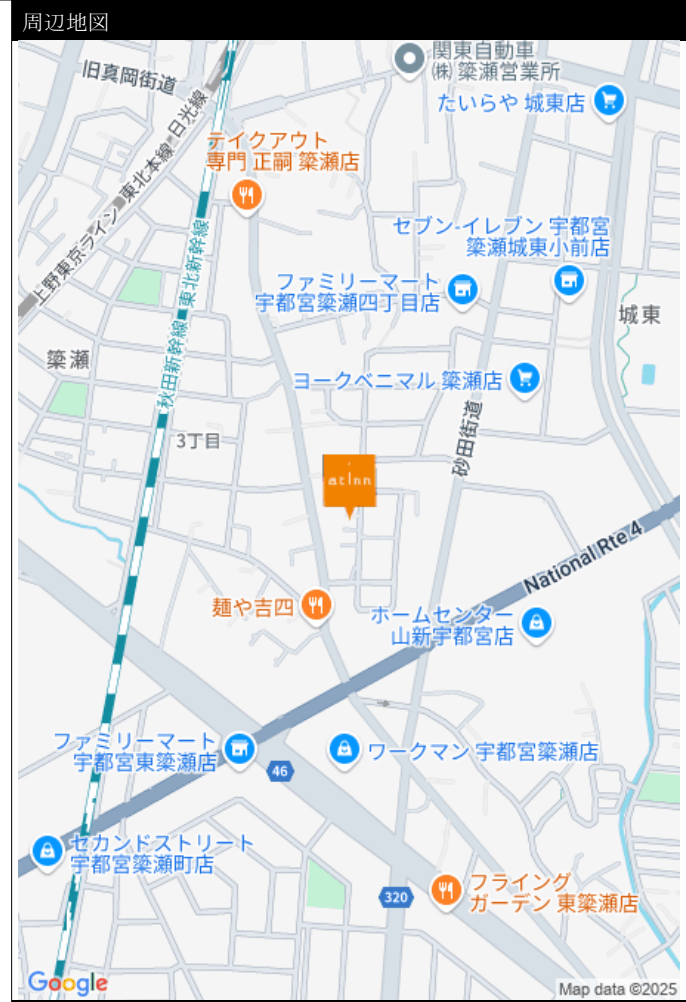 周辺地図
関東自動車
㈱ 簗瀬営業所
旧真岡街道
たいらや 城東店
テイクアウト
専門 正嗣 簗瀬店
上野東京ライン・東北本線・日光線
セブン-イレブン 宇都宮
簗瀬城東小前店
秋田新幹線・東北新幹線
ファミリーマート
宇都宮簗瀬四丁目店
城東
簗瀬
ヨークベニマル 簗瀬店
砂田街道
3丁目
at inn
National Rte 4
麺や吉四
ホームセンター
山新宇都宮店
ファミリーマート
宇都宮東簗瀬店
ワークマン 宇都宮簗瀬店
46
セカンドストリート
宇都宮簗瀬町店
320
フライング
ガーデン 東簗瀬店
Google
Map data ©2025